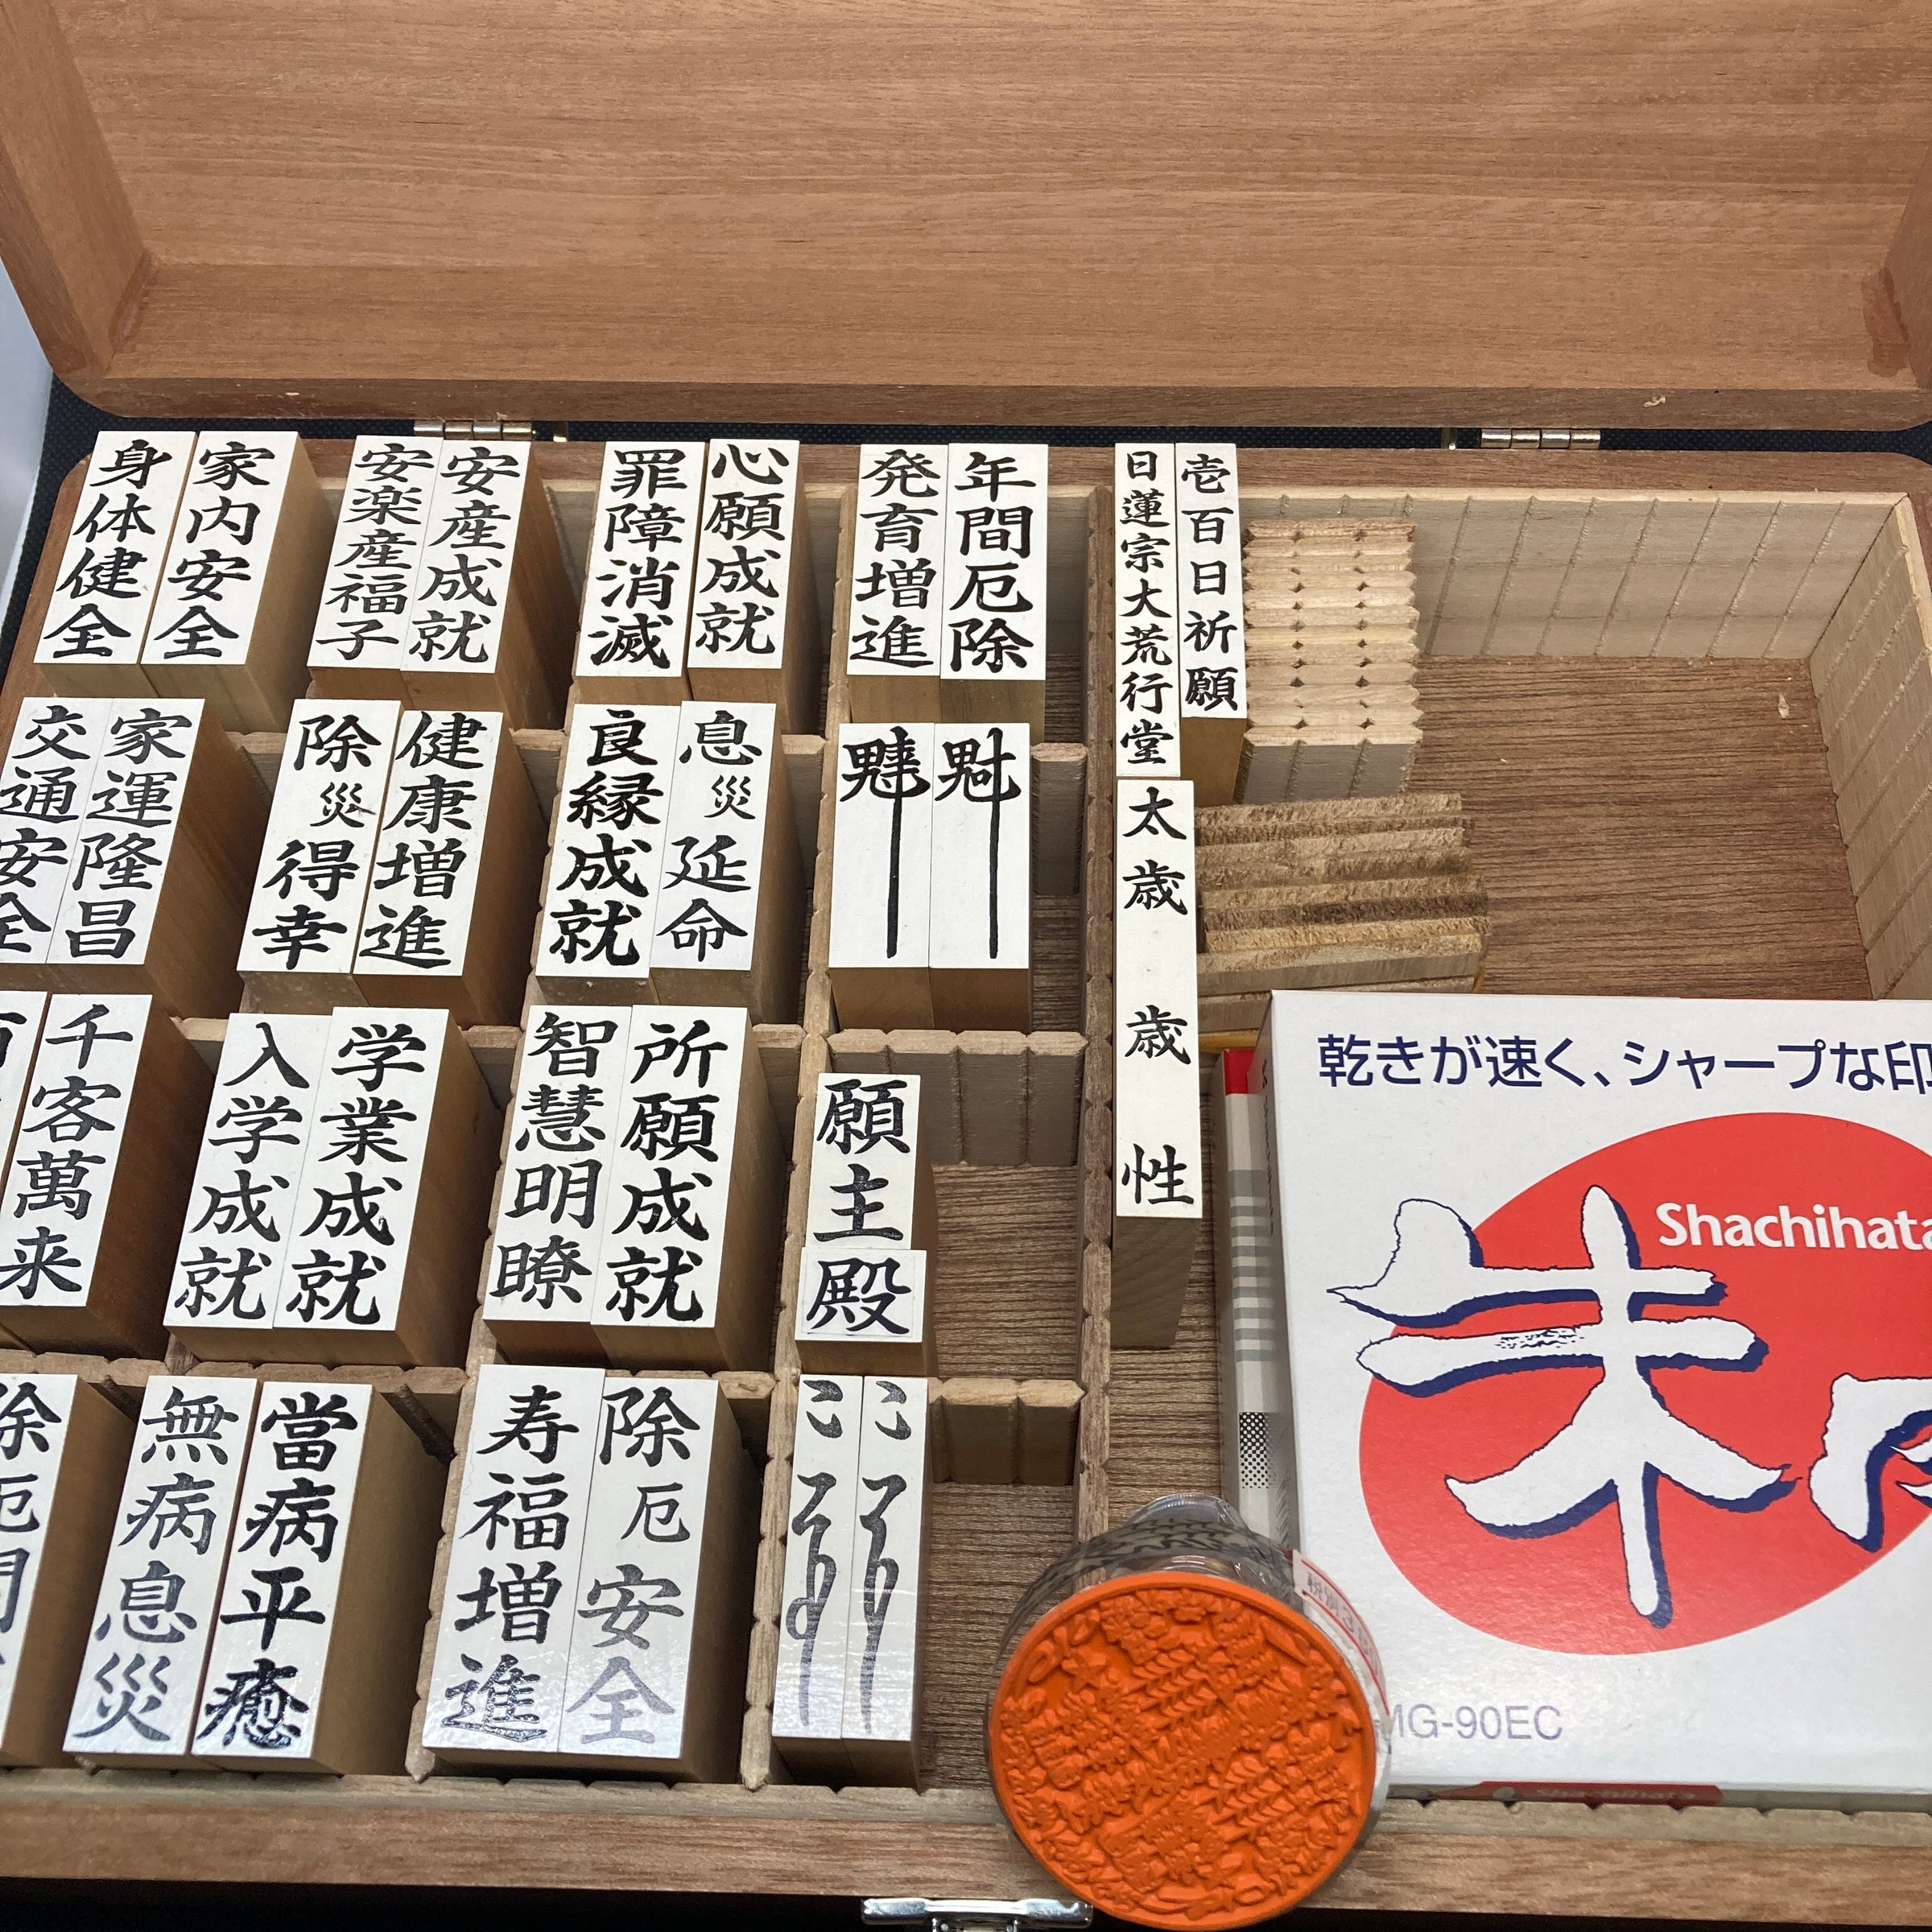 身体健全
家内安全
安楽産福子
安産成就
罪障消滅
心願成就
発育増進
年間厄除
日蓮宗大荒行堂
壱百日祈願
交通安全
家運隆昌
除災得幸
健康増進
良縁成就
息災延命
太歳
歳
性
千客萬来
入学成就
学業成就
智慧明瞭
所願成就
願主
殿
無病息災
當病平癒
寿福増進
除厄安全
乾きが速く、シャープな印
Shachihata
朱
MG-90EC